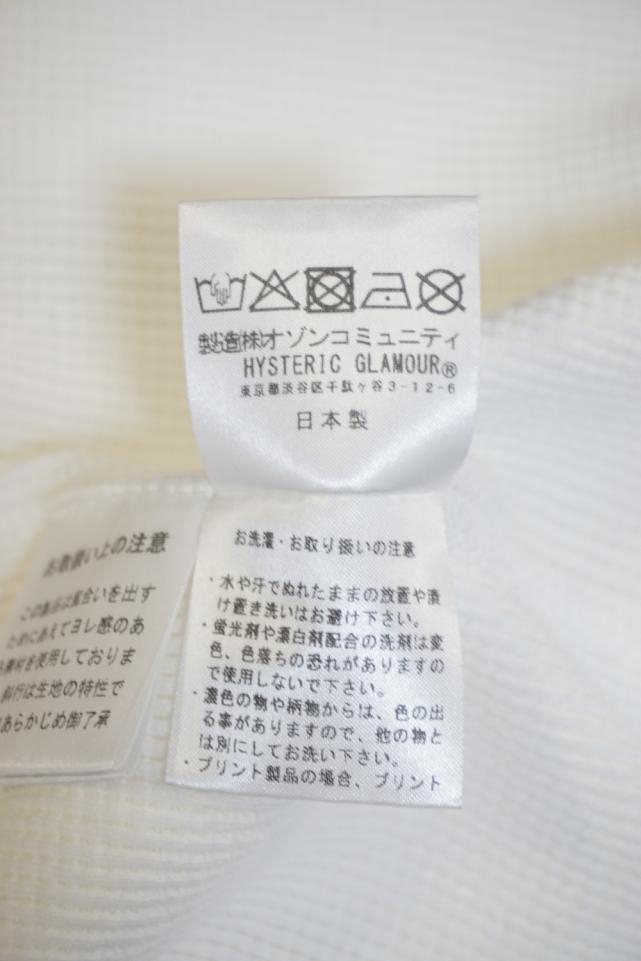 製造㈱オゾンコミュニティ
HYSTERIC GLAMOUR®
東京都渋谷区千駄ヶ谷3-12-6
日本製
お取扱い上の注意
この製品は風合いを出す
ためにあえてヨレ感のあ
素材を使用しておりま
斜行は生地の特性で
あらかじめ御了承
お洗濯・お取り扱いの注意
・水や汗でぬれたままの放置や漬
け置き洗いはお避け下さい。
・蛍光剤や漂白剤配合の洗剤は変
色、色落ちの恐れがありますの
で使用しないで下さい。
・濃色の物や柄物からは、色の出
る事がありますので、他の物と
は別にしてお洗い下さい。
・プリント製品の場合、プリント